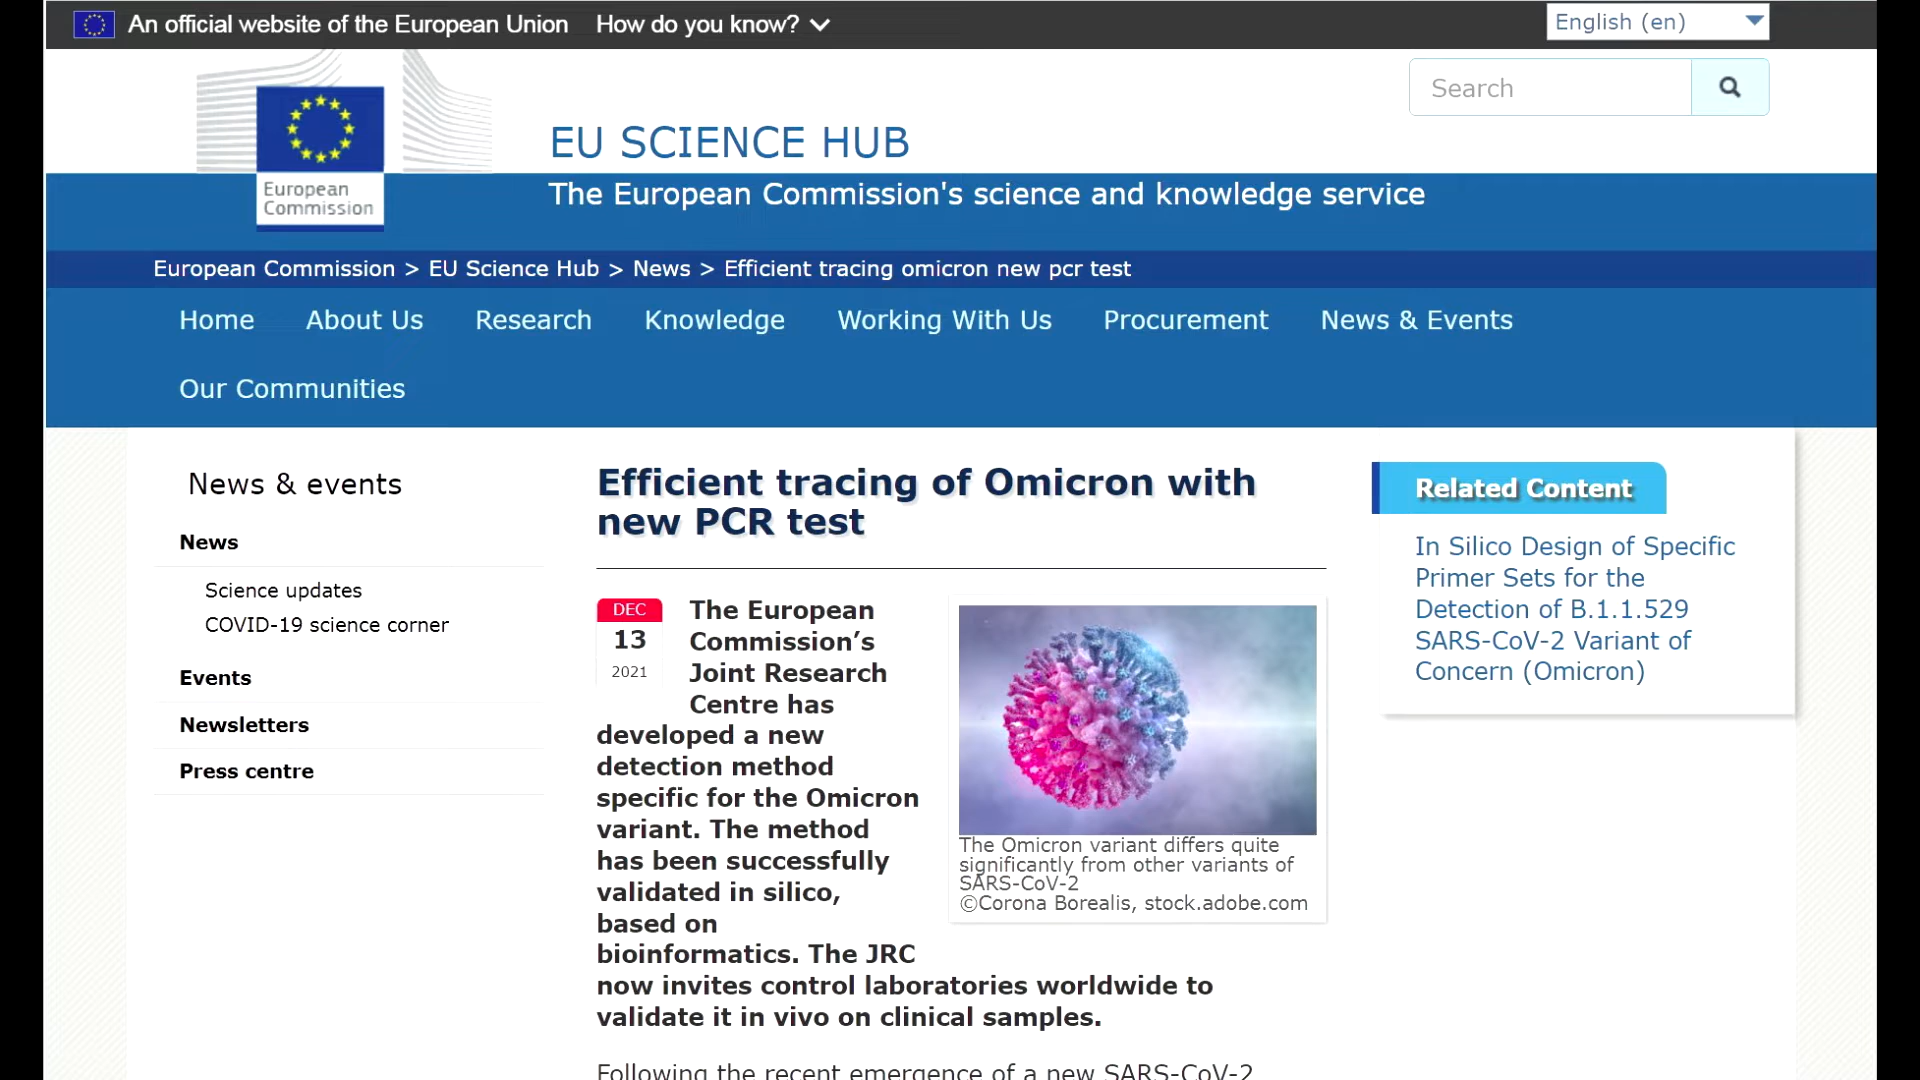 An official website of the European Union How do you know?
English (en)
Search
European
Commission
EU SCIENCE HUB
The European Commission's science and knowledge service
European Commission > EU Science Hub > News > Efficient tracing omicron new pcr test
Home About Us Research Knowledge Working With Us Procurement News & Events
Our Communities
News & events
News
Science updates
COVID-19 science corner
Events
Newsletters
Press centre
Efficient tracing of Omicron with
new PCR test
DEC
13
2021
The European
Commission’s
Joint Research
Centre has
developed a new
detection method
specific for the Omicron
variant. The method
has been successfully
validated in silico,
based on
bioinformatics. The JRC
now invites control laboratories worldwide to
validate it in vivo on clinical samples.
Following the recent emergence of a new SARS-CoV-2
The Omicron variant differs quite
significantly from other variants of
SARS-CoV-2
©Corona Borealis, stock.adobe.com
Related Content
In Silico Design of Specific
Primer Sets for the
Detection of B.1.1.529
SARS-CoV-2 Variant of
Concern (Omicron)